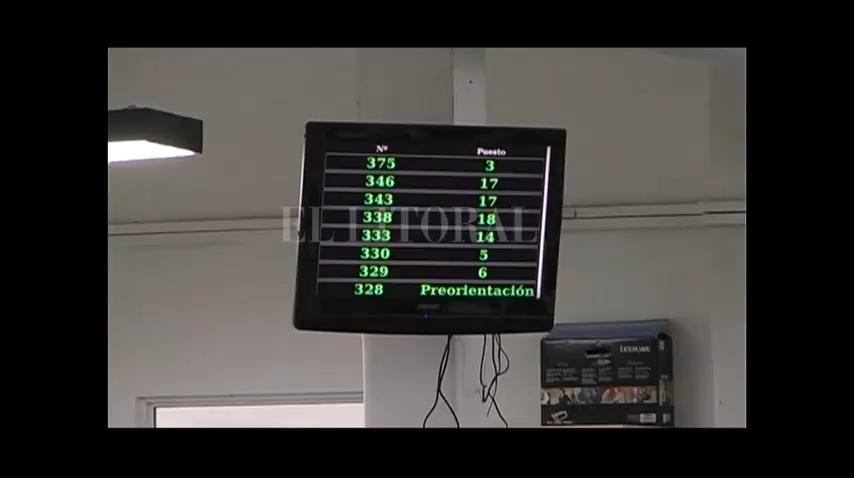 Nº Puesto
375 3
346 17
343 17
338 18
333 14
330 5
329 6
328 Preorientación
EL LITORAL
LEXMARK